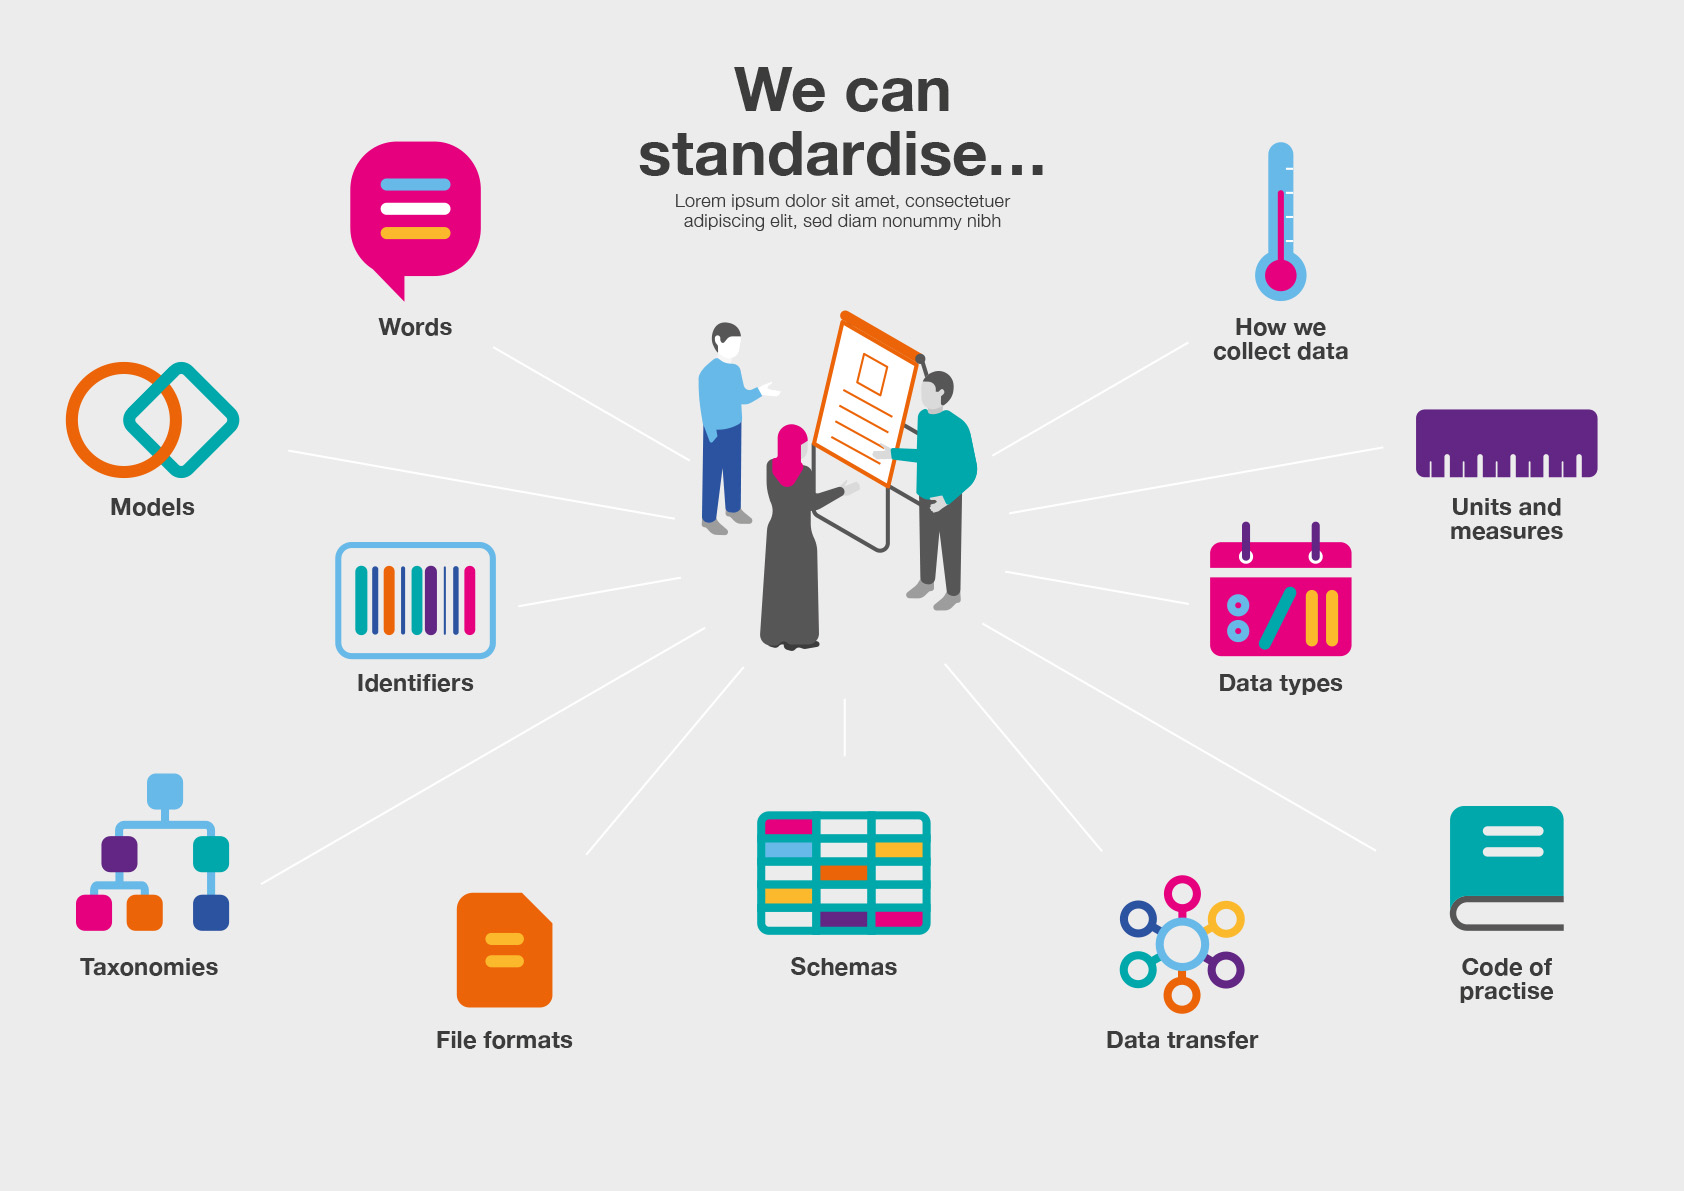 We can
standardise...
Lorem ipsum dolor sit amet, consectetuer
adipiscing elit, sed diam nonummy nibh
Words
How we
collect data
Models
Units and
measures
Identifiers
Data types
Taxonomies
File formats
Schemas
Data transfer
Code of
practise